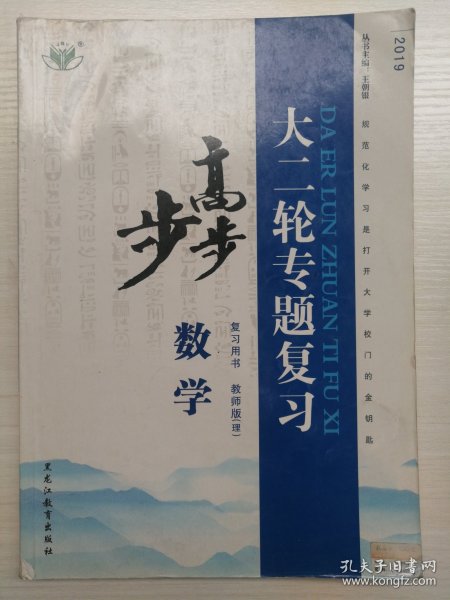 2019
丛书主编:王朝银
规范化学习是打开大学校门的金钥匙
大二轮专题复习
DA ER LUN ZHUAN TI FU XI
步步高
数学
复习用书 教师版(理)
黑龙江教育出版社
孔夫子旧书网
www.kongfz.com